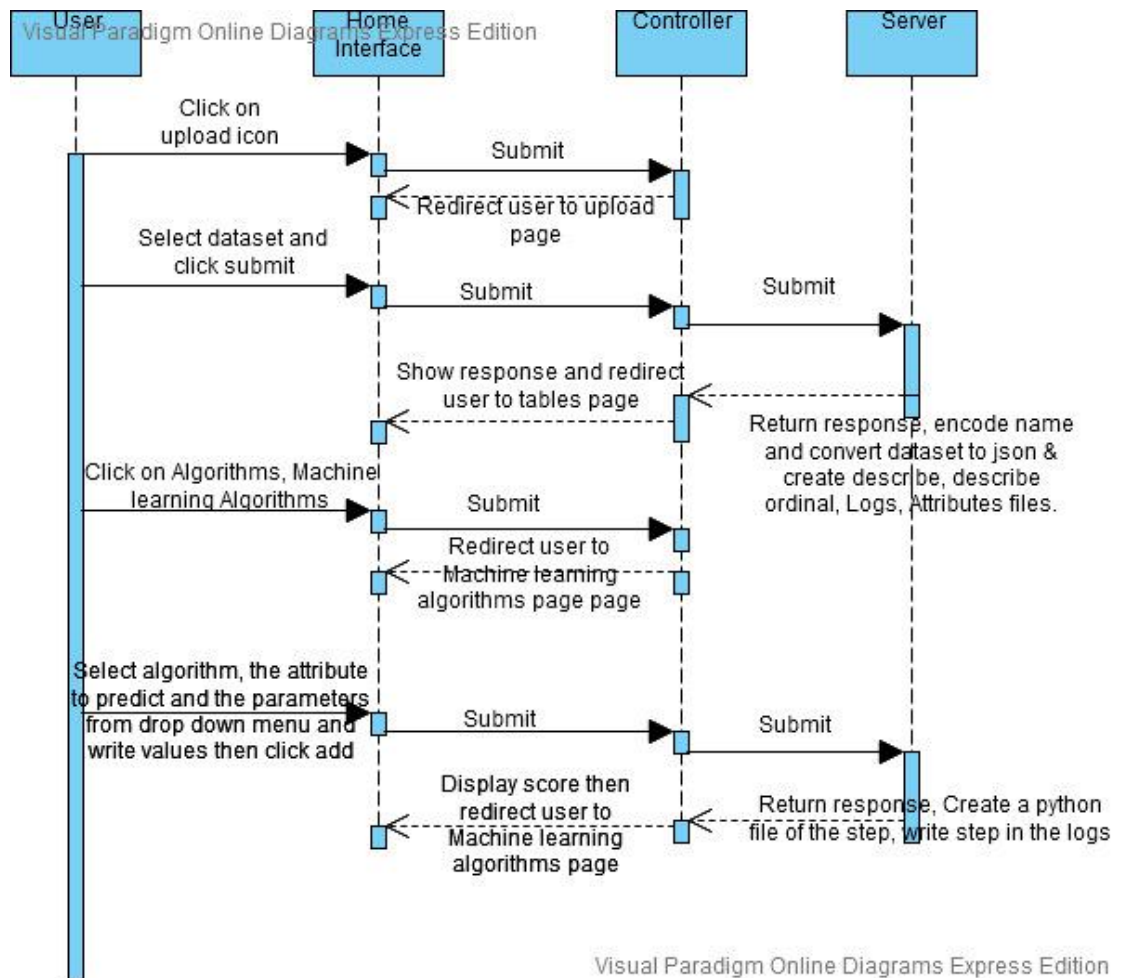 User
Home
Interface
Controller
Server
Visual Paradigm Online Diagrams Express Edition
Click on
upload icon
Submit
Redirect user to upload
page
Select dataset and
click submit
Submit
Submit
Show response and redirect
user to tables page
Return response, encode name
and convert dataset to json &
create describe, describe
ordinal, Logs, Attributes files.
Click on Algorithms, Machine
learning Algorithms
Submit
Redirect user to
Machine learning
algorithms page page
Select algorithm, the attribute
to predict and the parameters
from drop down menu and
write values then click add
Submit
Submit
Display score then
redirect user to
Machine learning
algorithms page
Return response, Create a python
file of the step, write step in the logs
Visual Paradigm Online Diagrams Express Edition